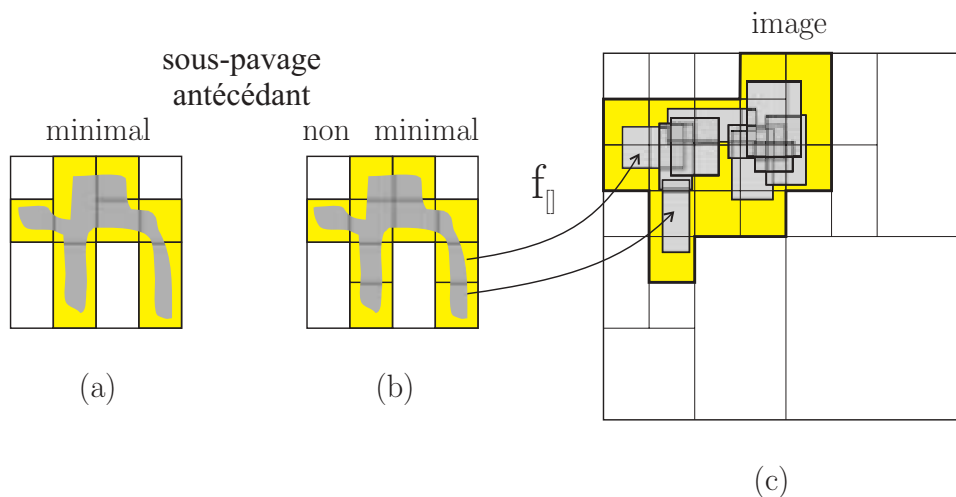 image
sous-pavage
antécédant
minimal
non minimal
f[]
(a)
(b)
(c)